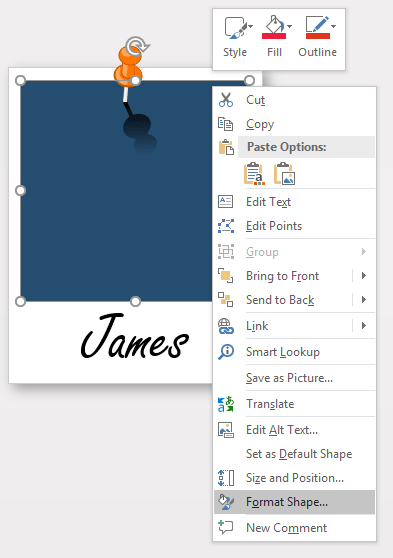 Style Fill Outline
Cut
Copy
Paste Options:
Edit Text
Edit Points
Group
Bring to Front
Send to Back
Link
Smart Lookup
Save as Picture...
Translate
Edit Alt Text...
Set as Default Shape
Size and Position...
Format Shape...
New Comment
James